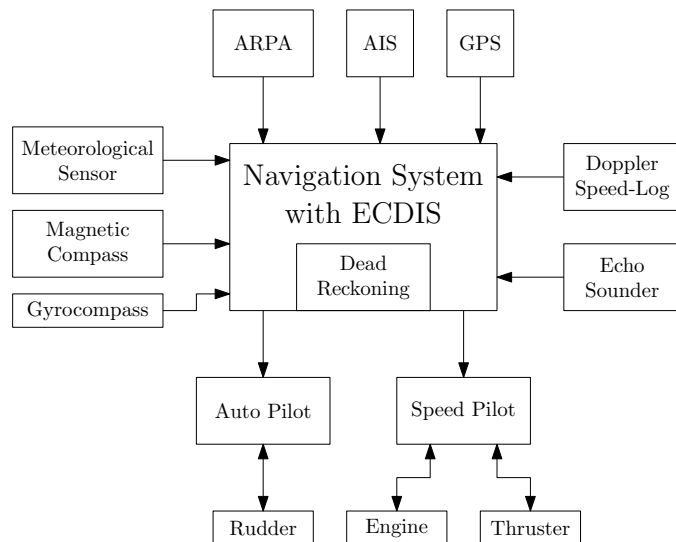 ARPA
AIS
GPS
Meteorological
Sensor
Navigation System
with ECDIS
Doppler
Speed-Log
Magnetic
Compass
Dead
Reckoning
Echo
Sounder
Gyrocompass
Auto Pilot
Speed Pilot
Rudder
Engine
Thruster